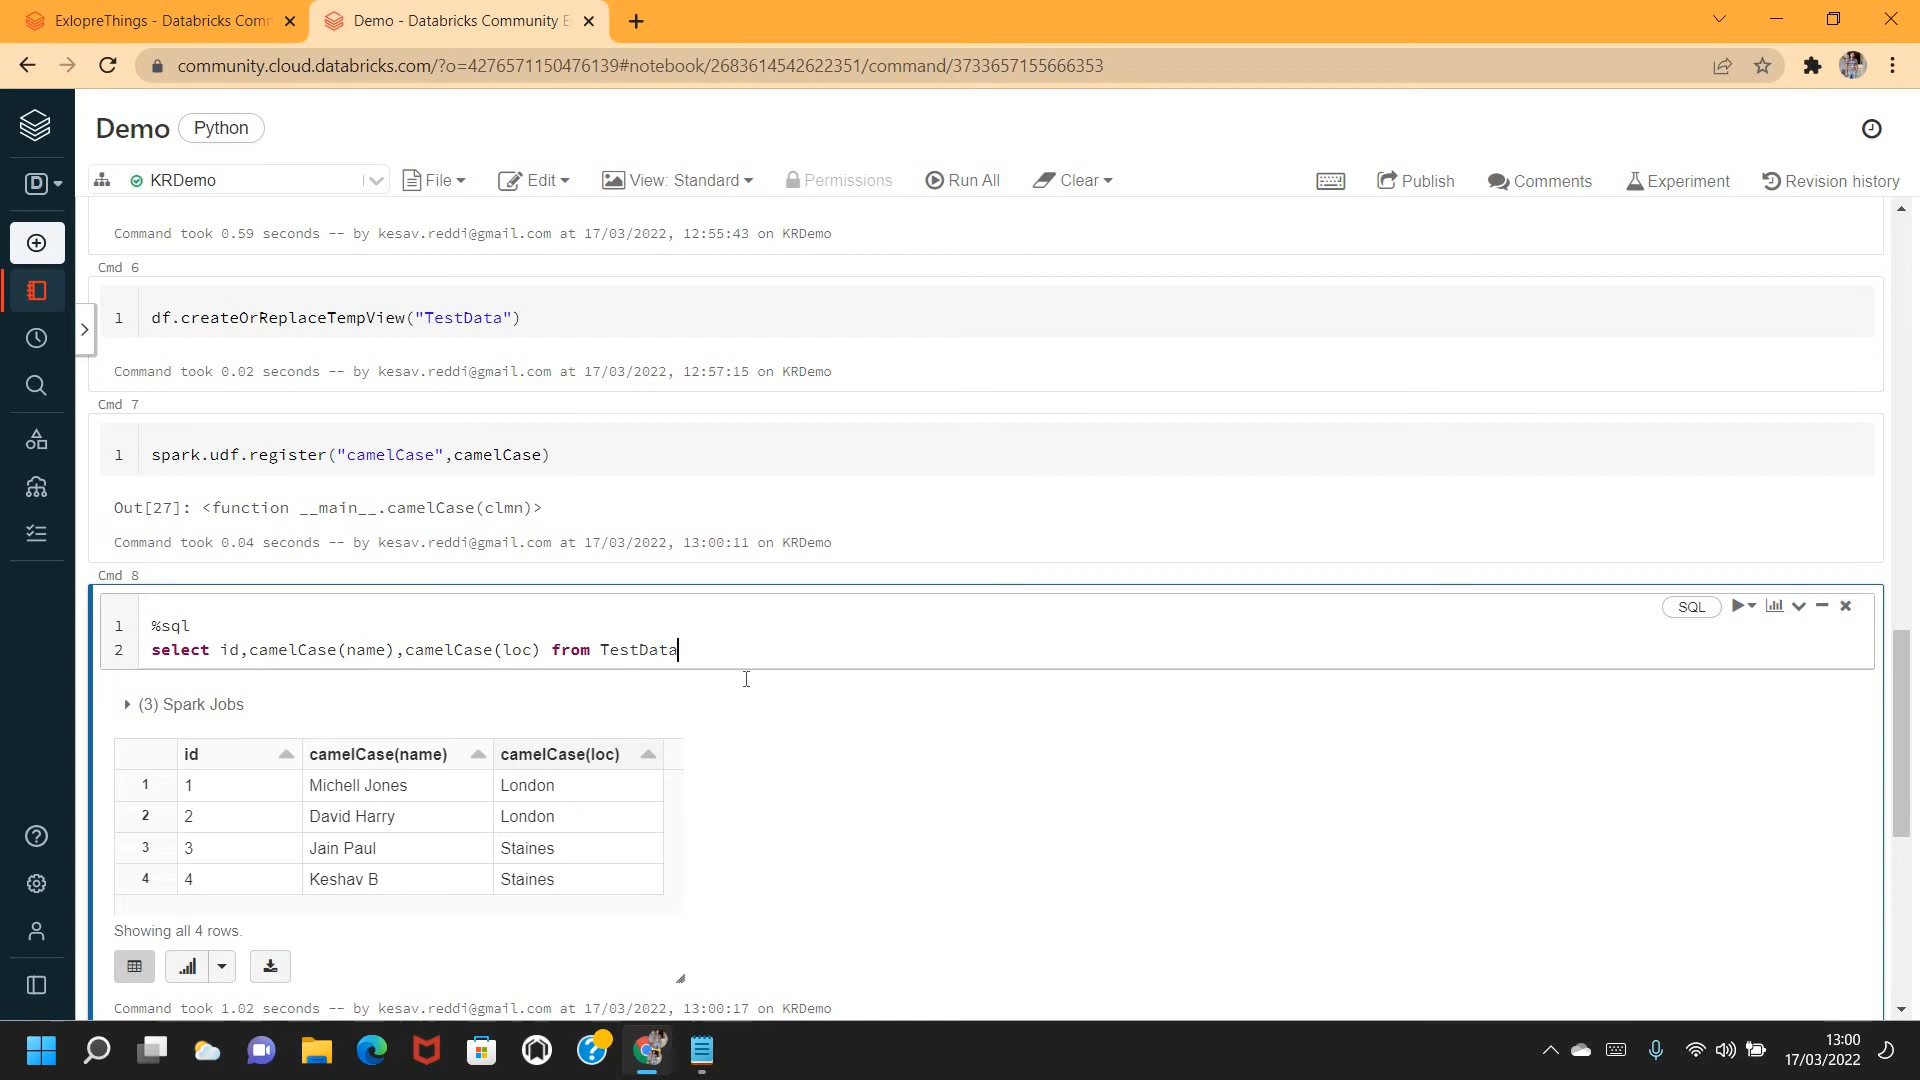 ExlopreThings - Databricks Comm
Demo - Databricks Community E
community.cloud.databricks.com/?o=4276571150476139#notebook/2683614542622351/command/3733657155666353
Demo Python
KRDemo File Edit View: Standard Permissions Run All Clear Publish Comments Experiment Revision history
Command took 0.59 seconds -- by kesav.reddi@gmail.com at 17/03/2022, 12:55:43 on KRDemo
Cmd 6
1 df.createOrReplaceTempView("TestData")
Command took 0.02 seconds -- by kesav.reddi@gmail.com at 17/03/2022, 12:57:15 on KRDemo
Cmd 7
1 spark.udf.register("camelCase",camelCase)
Out[27]: <function __main__.camelCase(clmn)>
Command took 0.04 seconds -- by kesav.reddi@gmail.com at 17/03/2022, 13:00:11 on KRDemo
Cmd 8
SQL
1 %sql
2 select id,camelCase(name),camelCase(loc) from TestData
(3) Spark Jobs
id camelCase(name) camelCase(loc)
1 1 Michell Jones London
2 2 David Harry London
3 3 Jain Paul Staines
4 4 Keshav B Staines
Showing all 4 rows.
Command took 1.02 seconds -- by kesav.reddi@gmail.com at 17/03/2022, 13:00:17 on KRDemo
13:00
17/03/2022